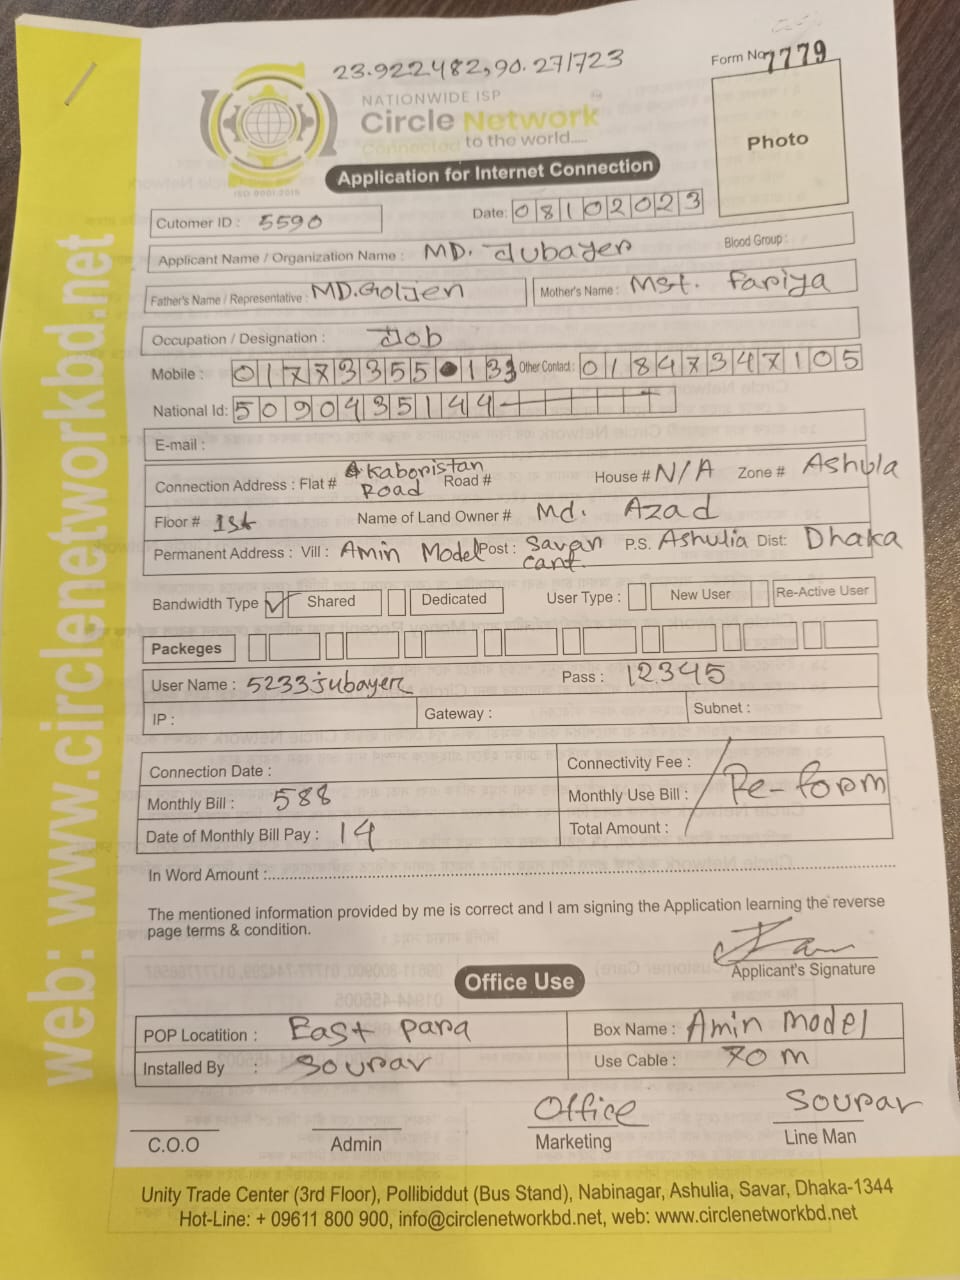 23.922482, 90.271723
Form No 7779
NATIONWIDE ISP
Circle Network
Connected to the world.....
ISO 9001:2015
Photo
Application for Internet Connection
Cutomer ID : 5590
Date: 08102023
Applicant Name / Organization Name : MD. Jubayer
Blood Group :
Father's Name / Representative : MD.Golden
Mother's Name : Mst. Fariya
Occupation / Designation : Job
Mobile :
Other Contact : 01847347105
National Id: 5090435144
E-mail :
Connection Address : Flat # Kaboristan Road Road # House # N/A Zone # Ashula
Floor # 1st Name of Land Owner # Md. Azad
Permanent Address : Vill : Amin Model Post : Savar cant. P.S. Ashulia Dist: Dhaka
Bandwidth Type Shared Dedicated User Type : New User Re-Active User
Packeges
User Name : 5233jubayer Pass : 12345
IP : Gateway : Subnet :
Connection Date : Connectivity Fee :
Monthly Bill : 588 Monthly Use Bill : Re-form
Date of Monthly Bill Pay : 14 Total Amount :
In Word Amount :
The mentioned information provided by me is correct and I am signing the Application learning the reverse
page terms & condition.
Applicant's Signature
Office Use
POP Locatition : East para Box Name : Amin Model
Installed By : Sourav Use Cable : 70 m
Office Sourav
C.O.O Admin Marketing Line Man
Unity Trade Center (3rd Floor), Pollibiddut (Bus Stand), Nabinagar, Ashulia, Savar, Dhaka-1344
Hot-Line: + 09611 800 900, info@circlenetworkbd.net, web: www.circlenetworkbd.net
web: www.circlenetworkbd.net